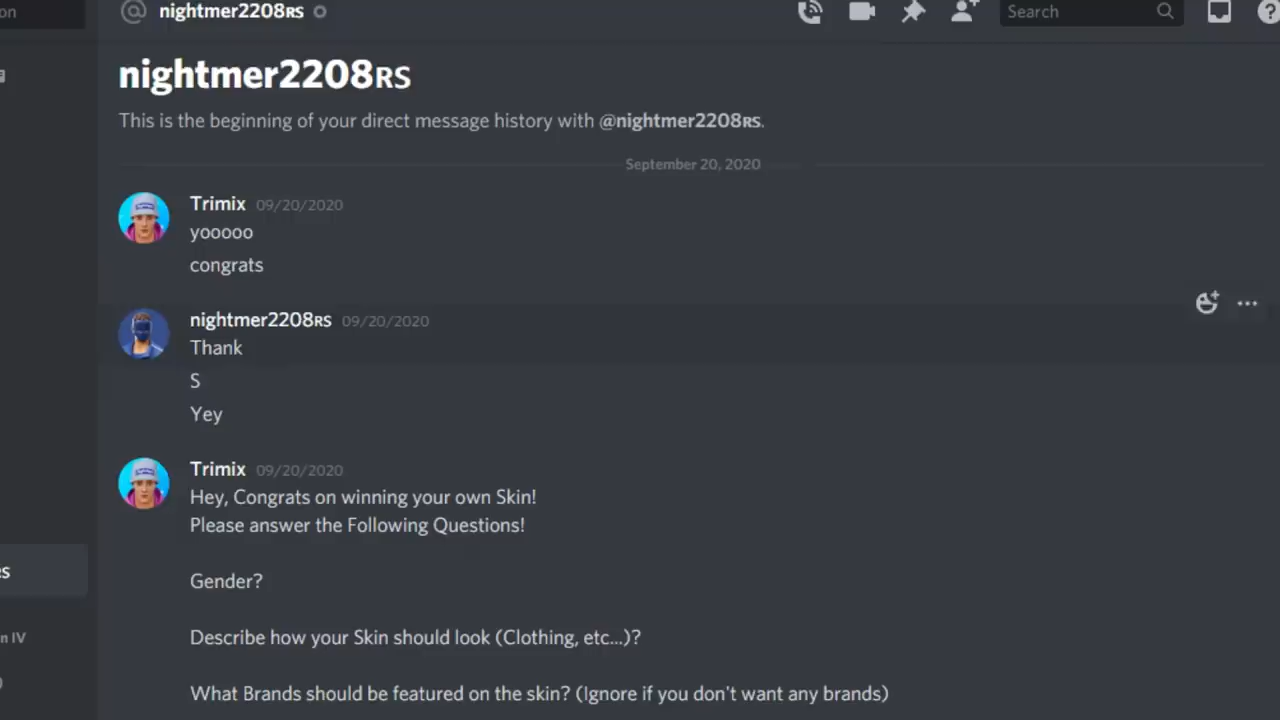 on
nightmer2208RS
Search
nightmer2208RS
This is the beginning of your direct message history with @nightmer2208RS.
September 20, 2020
Trimix 09/20/2020
yooooo
congrats
nightmer2208RS 09/20/2020
Thank
S
Yey
Trimix 09/20/2020
Hey, Congrats on winning your own Skin!
Please answer the Following Questions!
Gender?
Describe how your Skin should look (Clothing, etc...)?
What Brands should be featured on the skin? (Ignore if you don't want any brands)
n IV